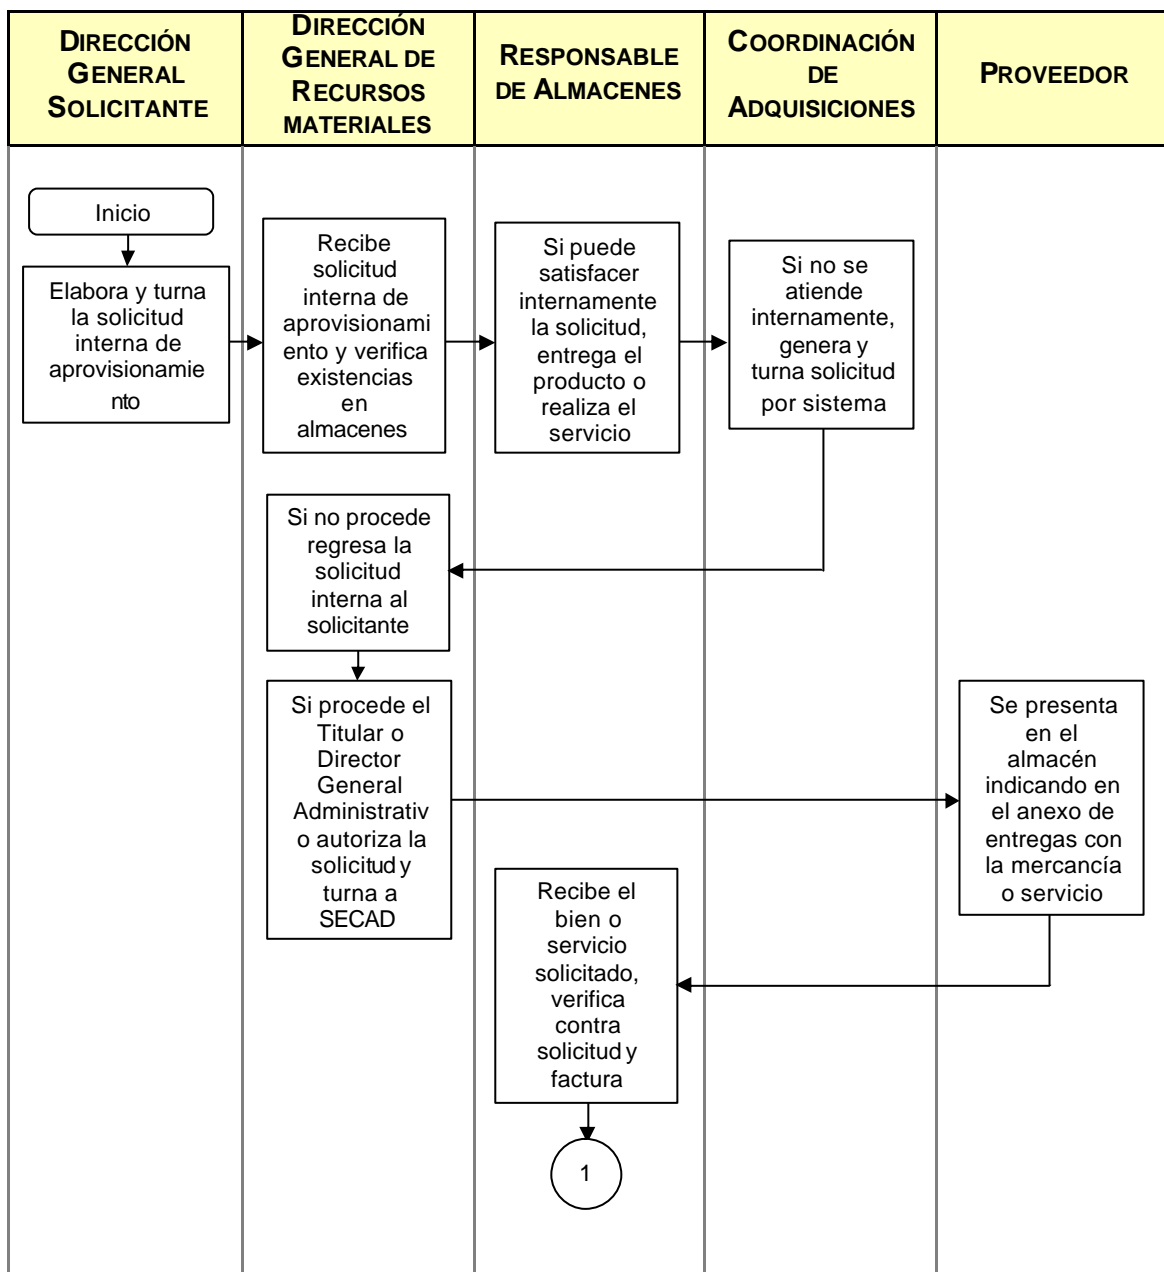 DIRECCIÓN
GENERAL
SOLICITANTE
DIRECCIÓN
GENERAL DE
RECURSOS
MATERIALES
RESPONSABLE
DE ALMACENES
COORDINACIÓN
DE
ADQUISICIONES
PROVEEDOR
Inicio
Elabora y turna
la solicitud
interna de
aprovisionamie
nto
Recibe
solicitud
interna de
aprovisionami
ento y verifica
existencias
en
almacenes
Si puede
satisfacer
internamente
la solicitud,
entrega el
producto o
realiza el
servicio
Si no se
atiende
internamente,
genera y
turna solicitud
por sistema
Si no procede
regresa la
solicitud
interna al
solicitante
Si procede el
Titular o
Director
General
Administrativ
o autoriza la
solicitud y
turna a
SECAD
Se presenta
en el
almacén
indicando en
el anexo de
entregas con
la mercancía
o servicio
Recibe el
bien o
servicio
solicitado,
verifica
contra
solicitud y
factura
1